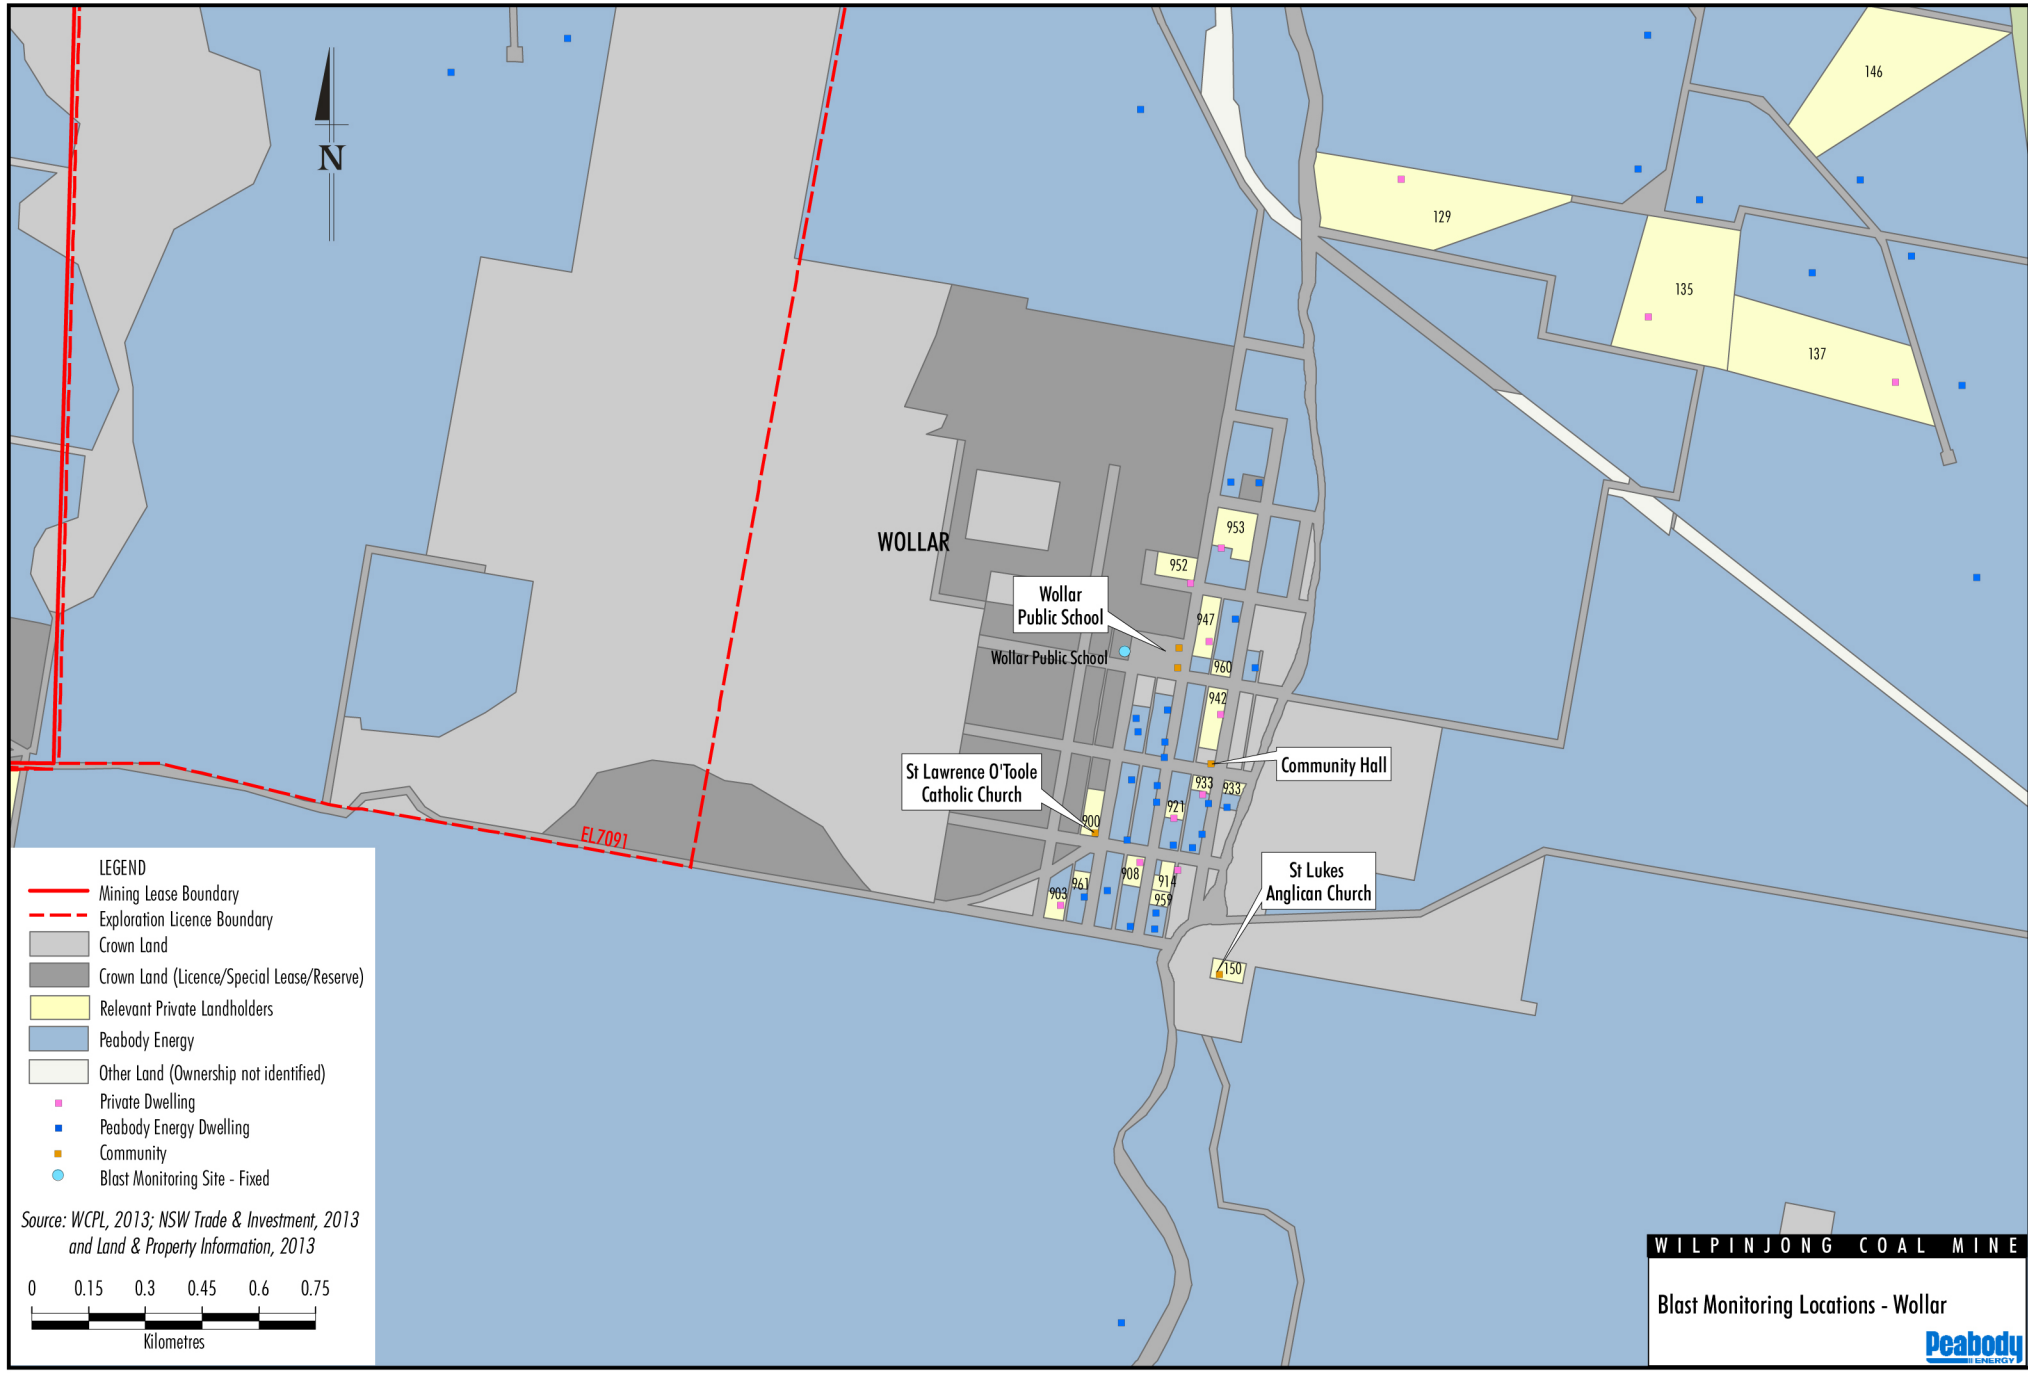 146
129
135
137
N
953
WOLLAR
952
Wollar
Public School
947
Wollar Public School
960
942
Community Hall
St Lawrence O'Toole
Catholic Church
933
933
921
900
EL7091
908
914
961
903
959
St Lukes
Anglican Church
150
LEGEND
Mining Lease Boundary
Exploration Licence Boundary
Crown Land
Crown Land (Licence/Special Lease/Reserve)
Relevant Private Landholders
Peabody Energy
Other Land (Ownership not identified)
Private Dwelling
Peabody Energy Dwelling
Community
Blast Monitoring Site - Fixed
Source: WCPL, 2013; NSW Trade & Investment, 2013
and Land & Property Information, 2013
0 0.15 0.3 0.45 0.6 0.75
Kilometres
WILPINJONG COAL MINE
Blast Monitoring Locations - Wollar
Peabody
ENERGY